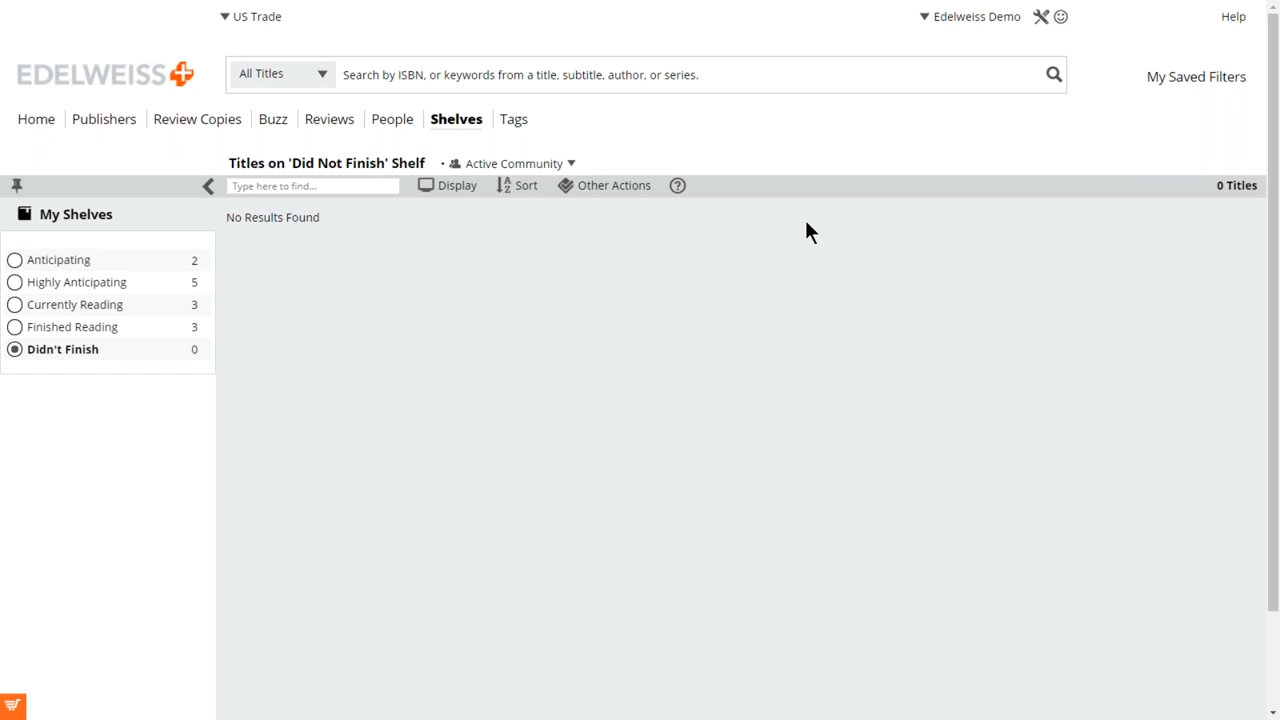 US Trade
Edelweiss Demo
Help
EDELWEISS
All Titles
Search by ISBN, or keywords from a title, subtitle, author, or series.
My Saved Filters
Home
Publishers
Review Copies
Buzz
Reviews
People
Shelves
Tags
Titles on 'Did Not Finish' Shelf
• Active Community
Type here to find...
Display
Sort
Other Actions
0 Titles
My Shelves
No Results Found
Anticipating 2
Highly Anticipating 5
Currently Reading 3
Finished Reading 3
Didn't Finish 0